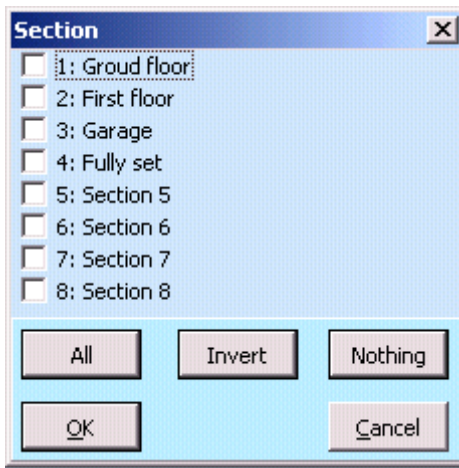 Section
1: Groud floor
2: First floor
3: Garage
4: Fully set
5: Section 5
6: Section 6
7: Section 7
8: Section 8
All Invert Nothing
OK Cancel